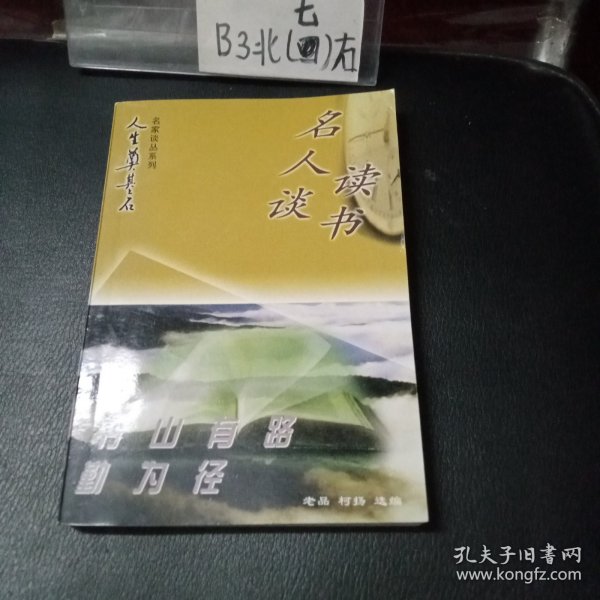 七
B3北(四)右
名家谈丛系列
人生奠基石
名人谈
读书
书山有路
勤为径
老品 柯扬 选编
孔夫子旧书网
www.kongfz.com